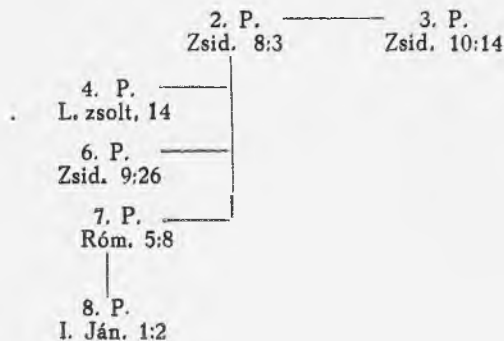 2. P.
3. P.
Zsid. 8:3
Zsid. 10:14
4. P.
L. zsolt. 14
6. P.
Zsid. 9:26
7. P.
Róm. 5:8
8. P.
I. Ján. 1:2